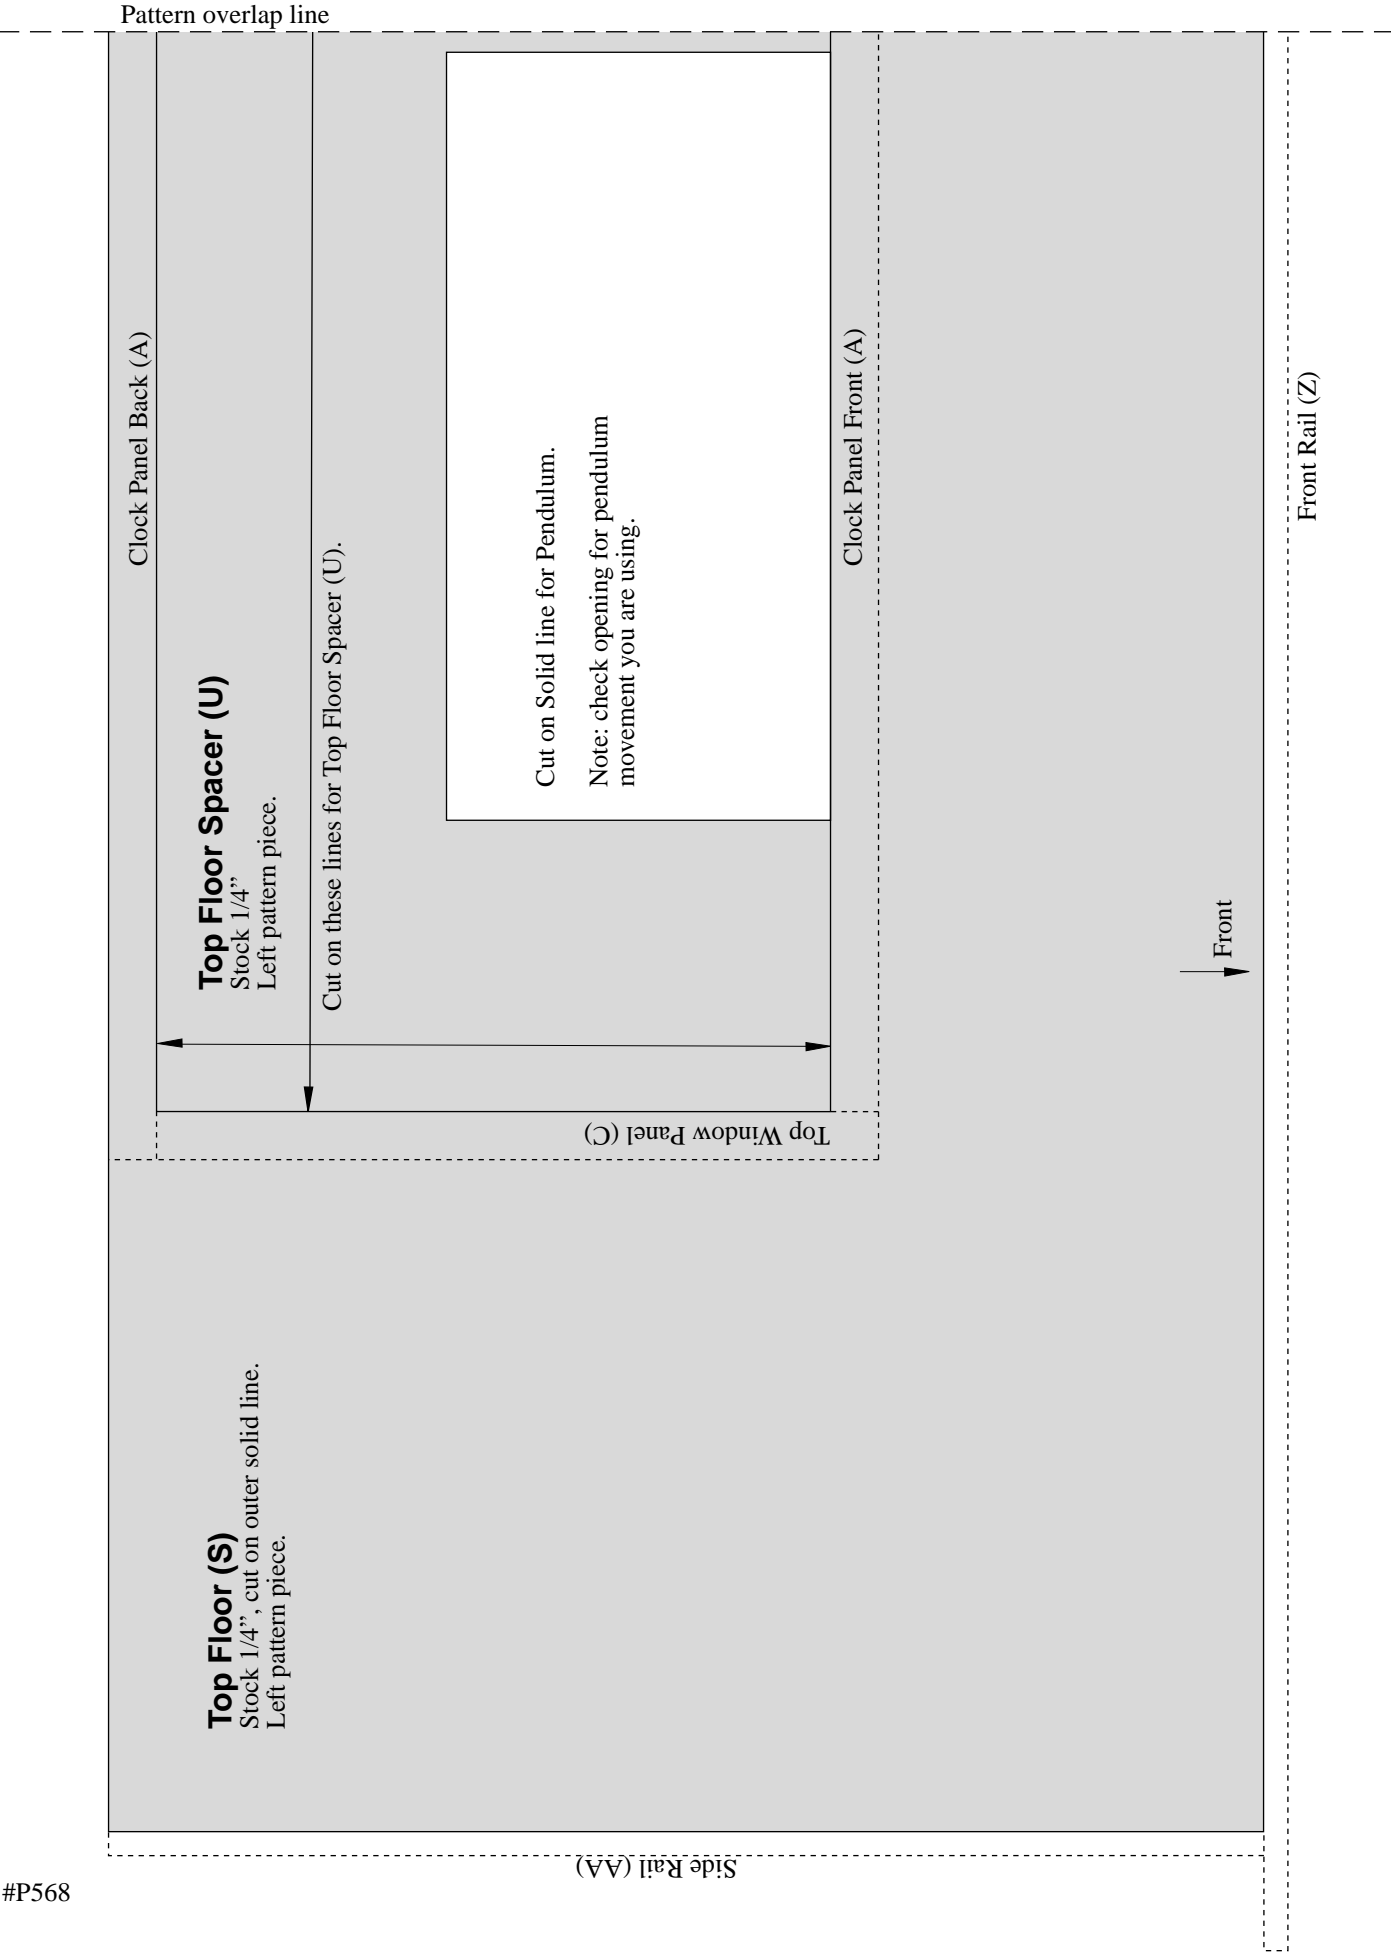 Pattern overlap line
Clock Panel Back (A)
Top Floor Spacer (U)
Stock 1/4”
Left pattern piece.
Cut on these lines for Top Floor Spacer (U).
Cut on Solid line for Pendulum.
Note: check opening for pendulum
movement you are using.
Clock Panel Front (A)
Front Rail (Z)
Front
Top Window Panel (C)
Top Floor (S)
Stock 1/4”, cut on outer solid line.
Left pattern piece.
Side Rail (AA)
#P568